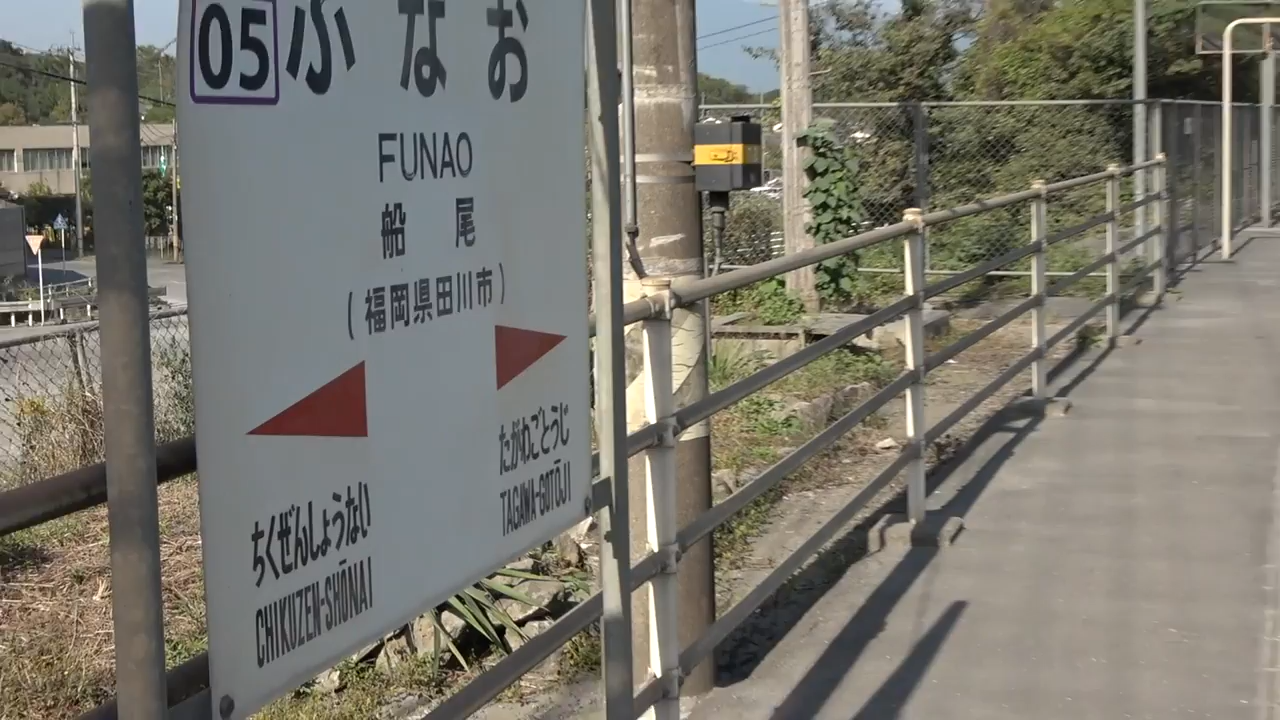 05 ふなお
FUNAO
船尾
(福岡県田川市)
たがわごとうじ
TAGAWA-GOTŌJI
ちくぜんしょうない
CHIKUZEN-SHŌNAI